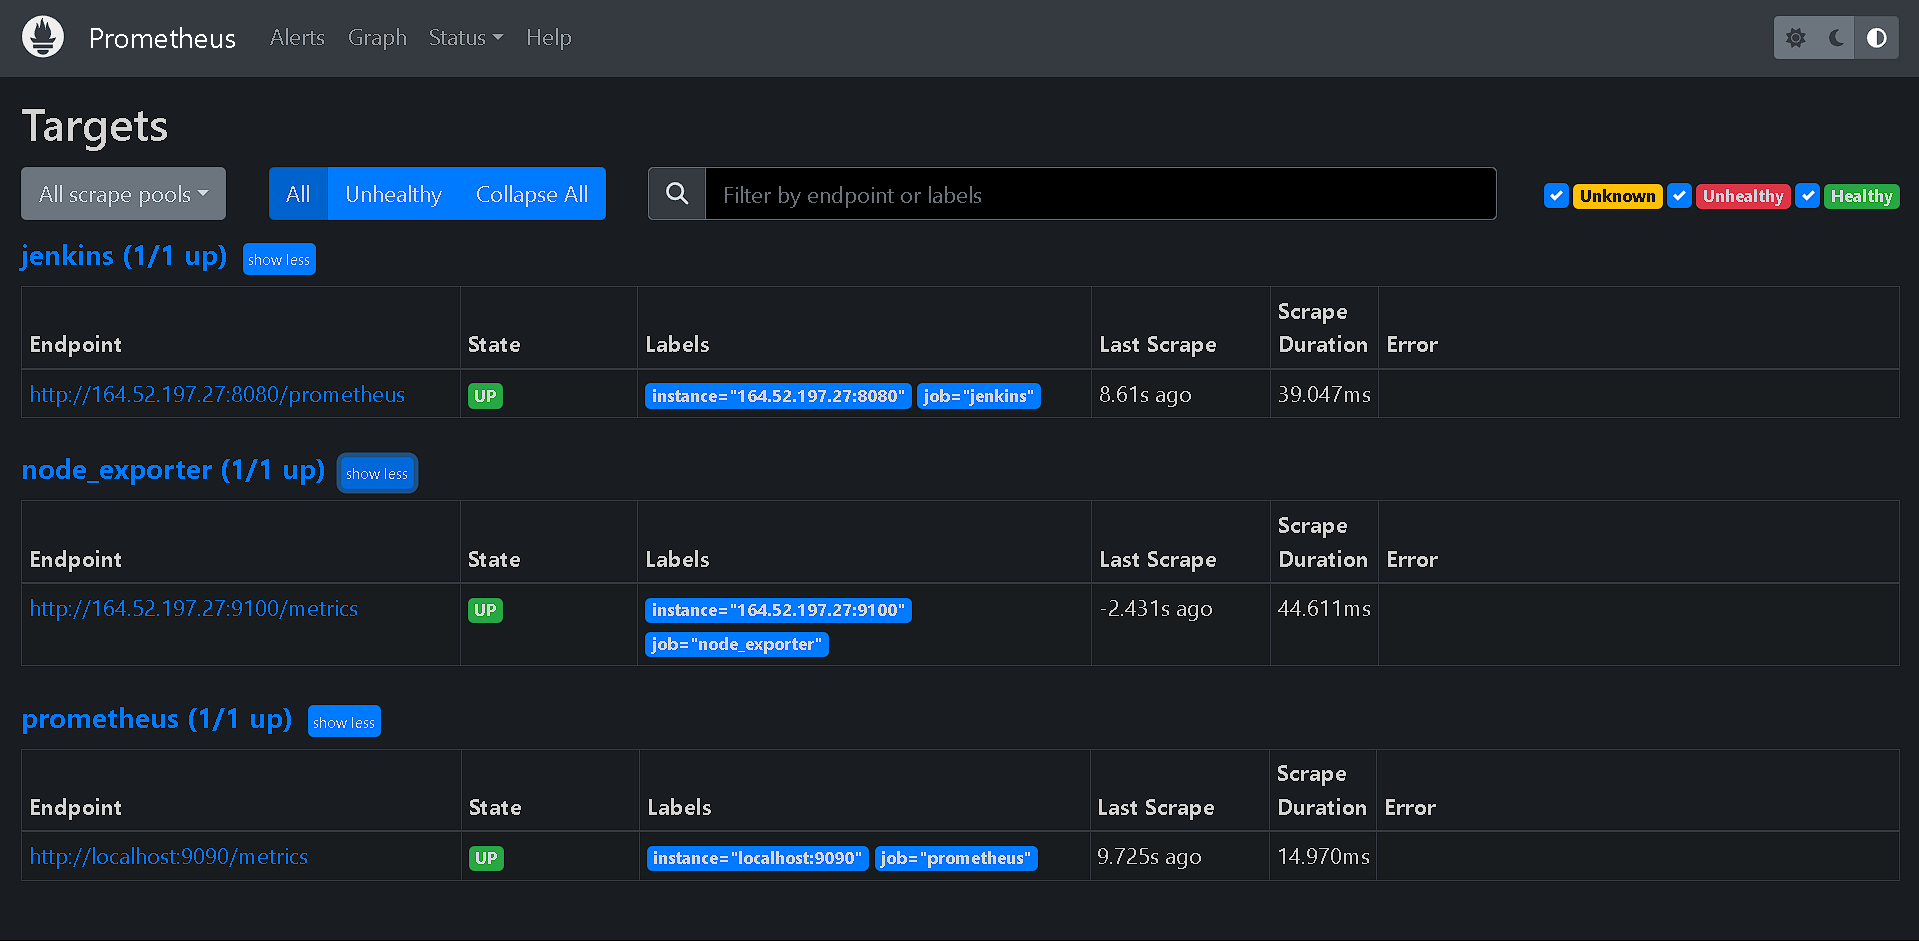 Prometheus Alerts Graph Status Help
Targets
All scrape pools All Unhealthy Collapse All Filter by endpoint or labels Unknown Unhealthy Healthy
jenkins (1/1 up) show less
Endpoint State Labels Last Scrape Scrape Duration Error
http://164.52.197.27:8080/prometheus UP instance="164.52.197.27:8080" job="jenkins" 8.61s ago 39.047ms
node_exporter (1/1 up) show less
Endpoint State Labels Last Scrape Scrape Duration Error
http://164.52.197.27:9100/metrics UP instance="164.52.197.27:9100" -2.431s ago 44.611ms
job="node_exporter"
prometheus (1/1 up) show less
Endpoint State Labels Last Scrape Scrape Duration Error
http://localhost:9090/metrics UP instance="localhost:9090" job="prometheus" 9.725s ago 14.970ms